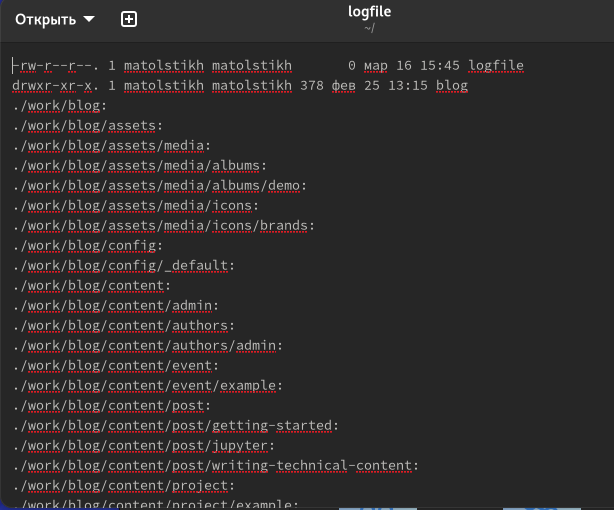 Открыть
logfile
~/
-rw-r--r--. 1 matolstikh matolstikh 0 мар 16 15:45 logfile
drwxr-xr-x. 1 matolstikh matolstikh 378 фев 25 13:15 blog
./work/blog:
./work/blog/assets:
./work/blog/assets/media:
./work/blog/assets/media/albums:
./work/blog/assets/media/albums/demo:
./work/blog/assets/media/icons:
./work/blog/assets/media/icons/brands:
./work/blog/config:
./work/blog/config/_default:
./work/blog/content:
./work/blog/content/admin:
./work/blog/content/authors:
./work/blog/content/authors/admin:
./work/blog/content/event:
./work/blog/content/event/example:
./work/blog/content/post:
./work/blog/content/post/getting-started:
./work/blog/content/post/jupyter:
./work/blog/content/post/writing-technical-content:
./work/blog/content/project:
./work/blog/content/project/example: